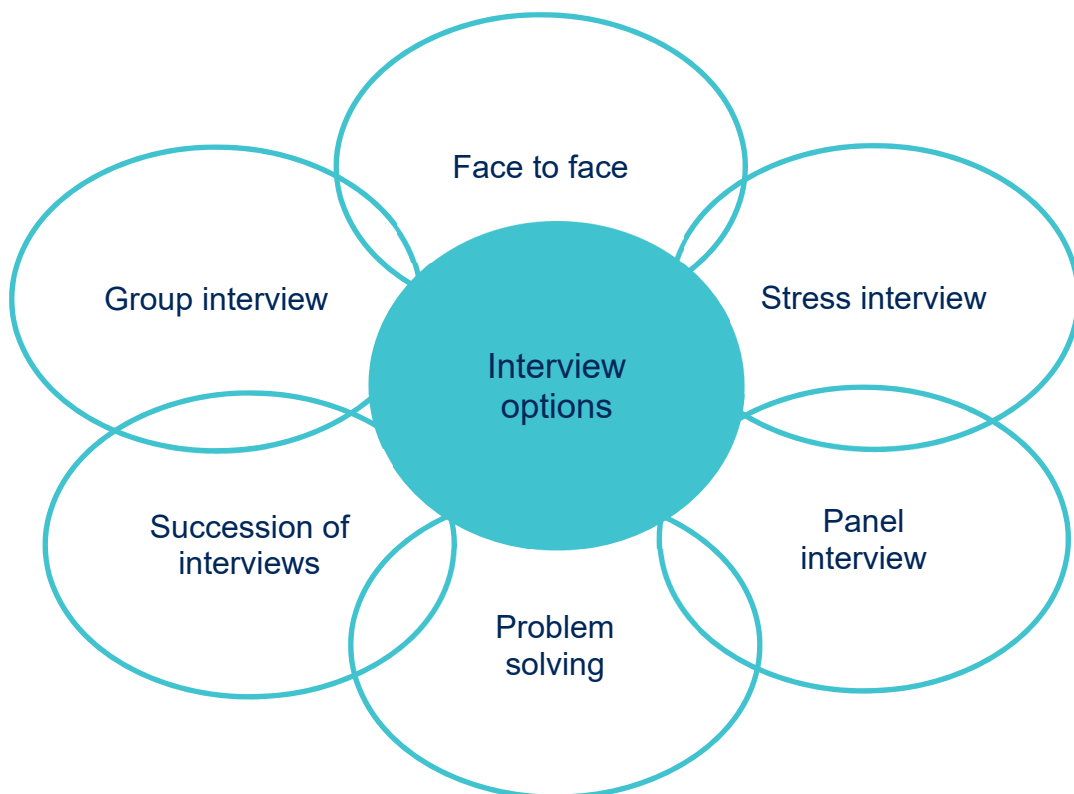 Face to face
Group interview
Stress interview
Interview
options
Succession of
interviews
Panel
interview
Problem
solving